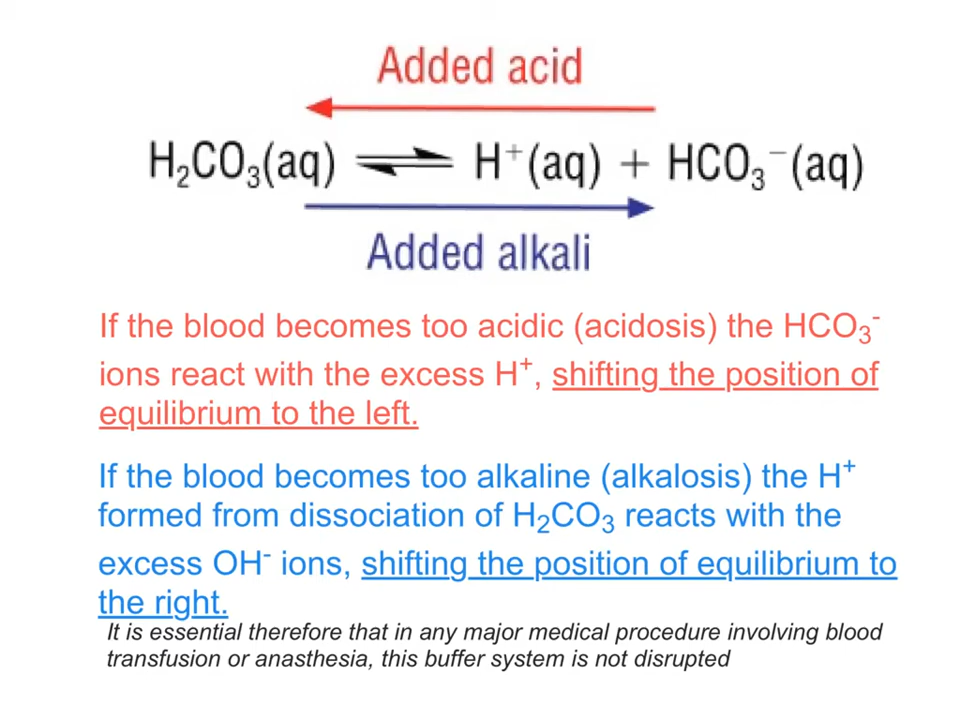 Added acid
H₂CO₃(aq) ⇌ H⁺(aq) + HCO₃⁻(aq)
Added alkali
If the blood becomes too acidic (acidosis) the HCO₃⁻
ions react with the excess H⁺, shifting the position of
equilibrium to the left.
If the blood becomes too alkaline (alkalosis) the H⁺
formed from dissociation of H₂CO₃ reacts with the
excess OH⁻ ions, shifting the position of equilibrium to
the right.
It is essential therefore that in any major medical procedure involving blood
transfusion or anasthesia, this buffer system is not disrupted